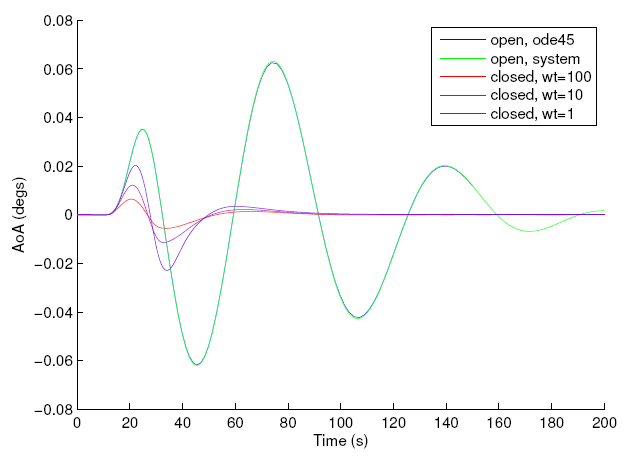 0.08
0.06
0.04
0.02
0
−0.02
−0.04
−0.06
−0.08
AoA (degs)
0 20 40 60 80 100 120 140 160 180 200
Time (s)
open, ode45
open, system
closed, wt=100
closed, wt=10
closed, wt=1